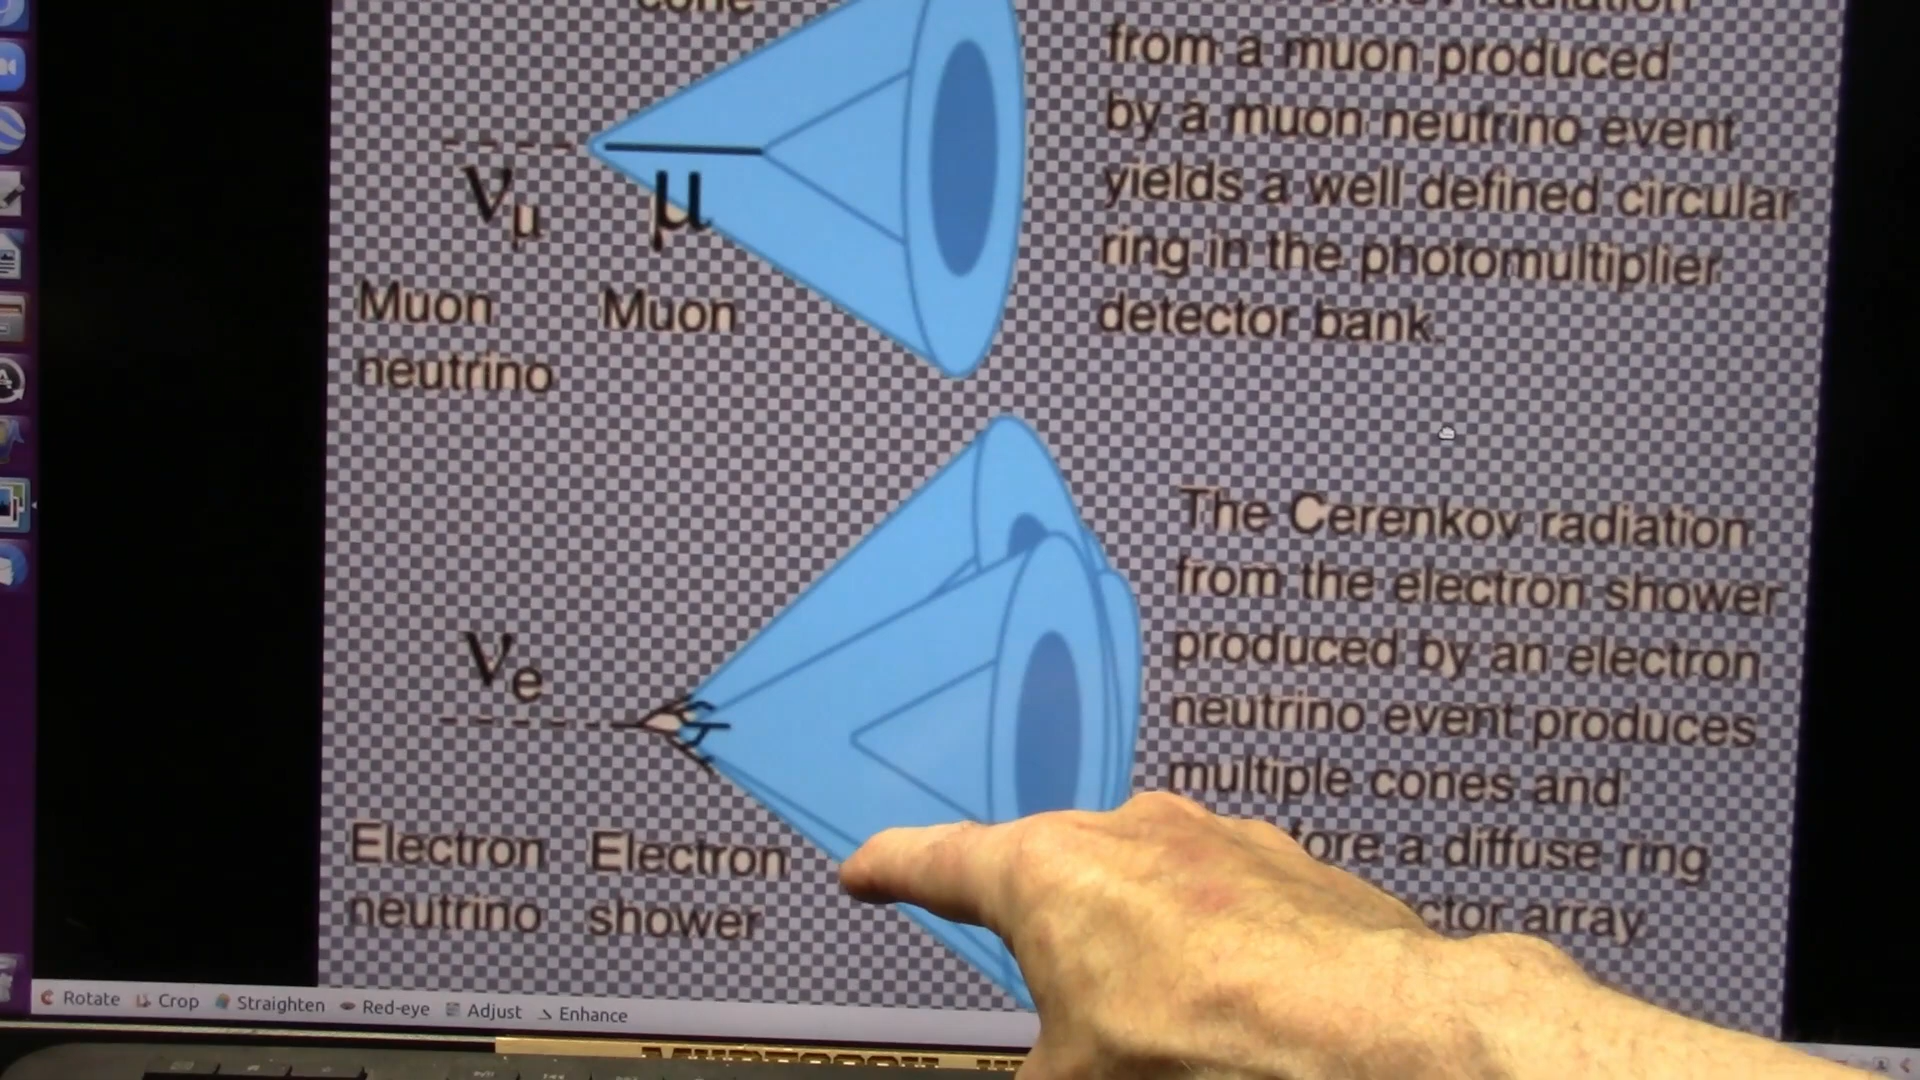 cone
radiation
from a muon produced
by a muon neutrino event
yields a well defined circular
ring in the photomultiplier
detector bank.
νμ
μ
Muon
neutrino
Muon
The Cerenkov radiation
from the electron shower
produced by an electron
neutrino event produces
multiple cones and
fore a diffuse ring
ctor array
νe
Electron
neutrino
Electron
shower
Rotate Crop Straighten Red-eye Adjust Enhance